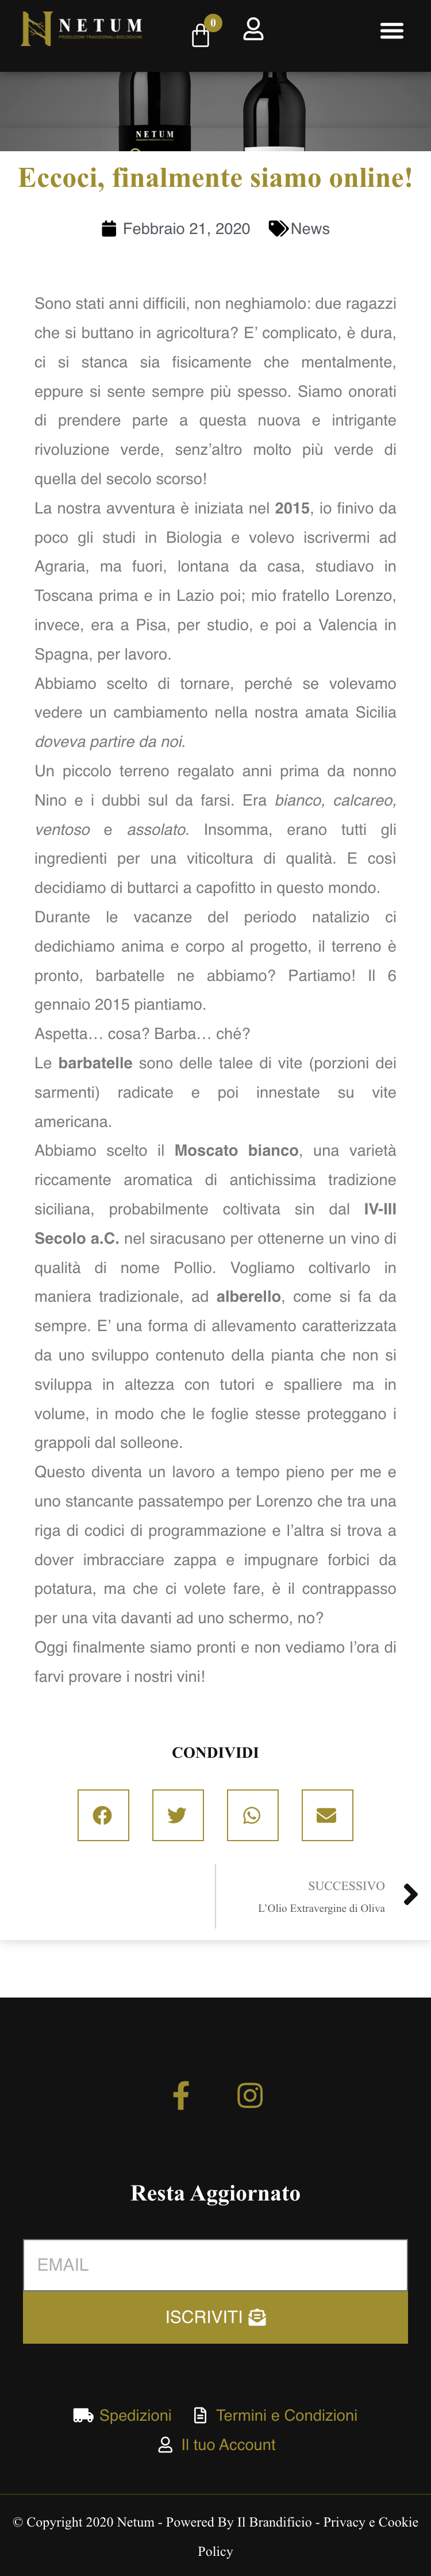 NETUM
PRODUZIONI TRADIZIONALI BIOLOGICHE
0
NETUM
Eccoci, finalmente siamo online!
Febbraio 21, 2020 News
Sono stati anni difficili, non neghiamolo: due ragazzi
che si buttano in agricoltura? E’ complicato, è dura,
ci si stanca sia fisicamente che mentalmente,
eppure si sente sempre più spesso. Siamo onorati
di prendere parte a questa nuova e intrigante
rivoluzione verde, senz’altro molto più verde di
quella del secolo scorso!
La nostra avventura è iniziata nel 2015, io finivo da
poco gli studi in Biologia e volevo iscrivermi ad
Agraria, ma fuori, lontana da casa, studiavo in
Toscana prima e in Lazio poi; mio fratello Lorenzo,
invece, era a Pisa, per studio, e poi a Valencia in
Spagna, per lavoro.
Abbiamo scelto di tornare, perché se volevamo
vedere un cambiamento nella nostra amata Sicilia
doveva partire da noi.
Un piccolo terreno regalato anni prima da nonno
Nino e i dubbi sul da farsi. Era bianco, calcareo,
ventoso e assolato. Insomma, erano tutti gli
ingredienti per una viticoltura di qualità. E così
decidiamo di buttarci a capofitto in questo mondo.
Durante le vacanze del periodo natalizio ci
dedichiamo anima e corpo al progetto, il terreno è
pronto, barbatelle ne abbiamo? Partiamo! Il 6
gennaio 2015 piantiamo.
Aspetta… cosa? Barba… ché?
Le barbatelle sono delle talee di vite (porzioni dei
sarmenti) radicate e poi innestate su vite
americana.
Abbiamo scelto il Moscato bianco, una varietà
riccamente aromatica di antichissima tradizione
siciliana, probabilmente coltivata sin dal IV-III
Secolo a.C. nel siracusano per ottenerne un vino di
qualità di nome Pollio. Vogliamo coltivarlo in
maniera tradizionale, ad alberello, come si fa da
sempre. E’ una forma di allevamento caratterizzata
da uno sviluppo contenuto della pianta che non si
sviluppa in altezza con tutori e spalliere ma in
volume, in modo che le foglie stesse proteggano i
grappoli dal solleone.
Questo diventa un lavoro a tempo pieno per me e
uno stancante passatempo per Lorenzo che tra una
riga di codici di programmazione e l’altra si trova a
dover imbracciare zappa e impugnare forbici da
potatura, ma che ci volete fare, è il contrappasso
per una vita davanti ad uno schermo, no?
Oggi finalmente siamo pronti e non vediamo l’ora di
farvi provare i nostri vini!
CONDIVIDI
SUCCESSIVO
L’Olio Extravergine di Oliva
Resta Aggiornato
EMAIL
ISCRIVITI
Spedizioni Termini e Condizioni
Il tuo Account
© Copyright 2020 Netum - Powered By Il Brandificio - Privacy e Cookie
Policy